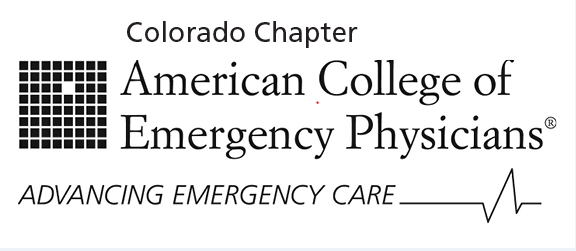 Colorado Chapter
American College of
Emergency Physicians®
ADVANCING EMERGENCY CARE